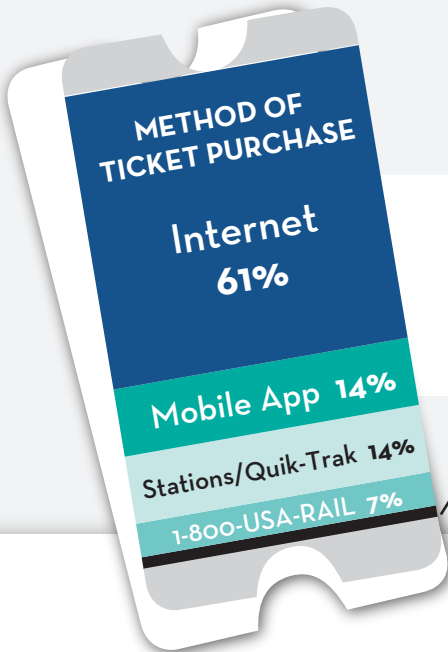 METHOD OF
TICKET PURCHASE
Internet
61%
Mobile App 14%
Stations/Quik-Trak 14%
1-800-USA-RAIL 7%